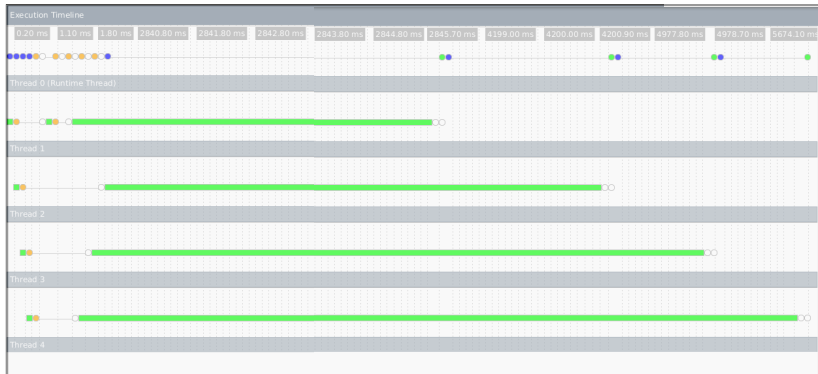 Execution Timeline
0.20 ms 1.10 ms 1.80 ms 2840.80 ms 2841.80 ms 2842.80 ms 2843.80 ms 2844.80 ms 2845.70 ms 4199.00 ms 4200.00 ms 4200.90 ms 4977.80 ms 4978.70 ms 5674.10 ms
Thread 0 (Runtime Thread)
Thread 1
Thread 2
Thread 3
Thread 4